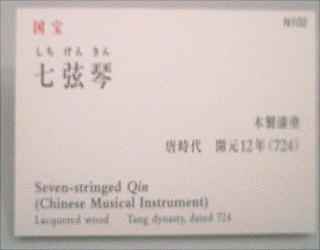 国宝
しち げん きん
七弦琴
木製漆塗
唐時代 開元12年(724)
Seven-stringed Qin
(Chinese Musical Instrument)
Lacquered wood Tang dynasty, dated 724